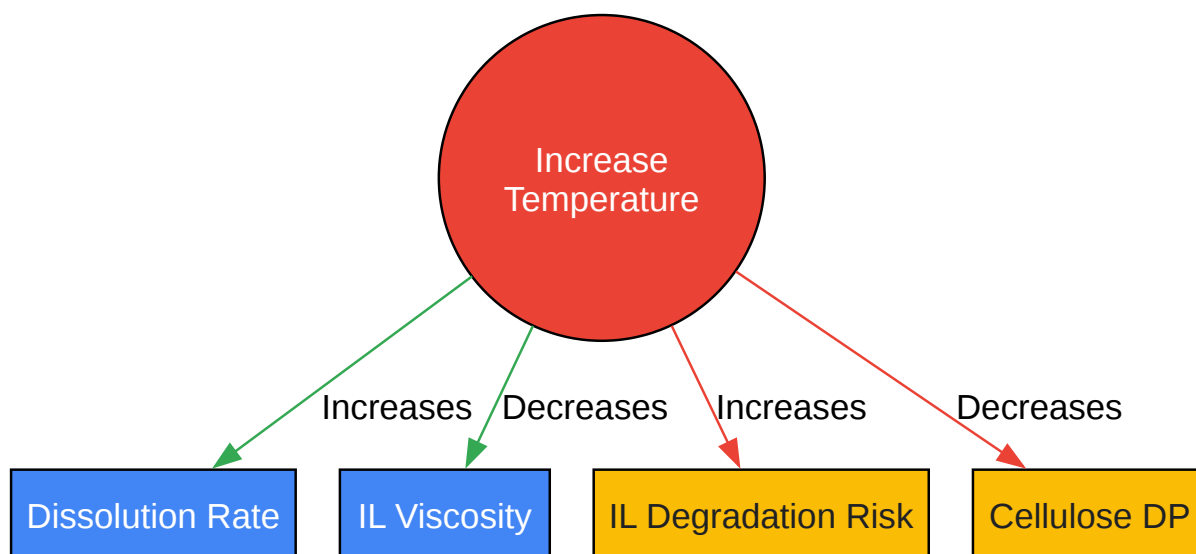 Increase
Temperature
Increases
Decreases
Increases
Decreases
Dissolution Rate
IL Viscosity
IL Degradation Risk
Cellulose DP